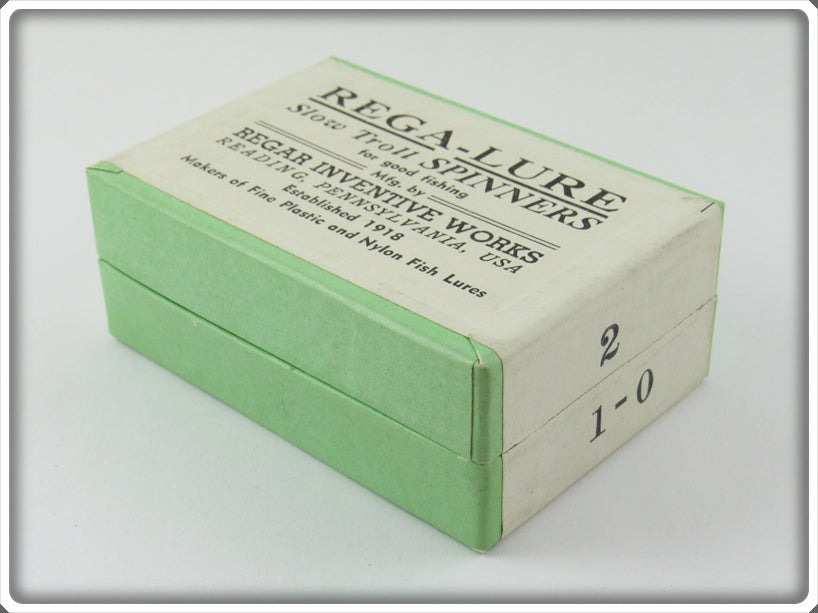 REGA-LURE
Slow Troll SPINNERS
for good fishing
Mfg. by
REGAR INVENTIVE WORKS
READING, PENNSYLVANIA, USA
Established 1918
Makers of Fine Plastic and Nylon Fish Lures
2
1-0